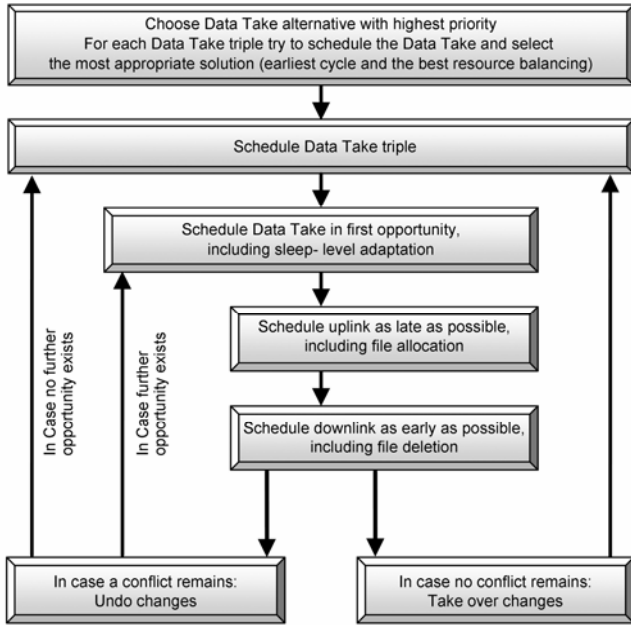 Choose Data Take alternative with highest priority
For each Data Take triple try to schedule the Data Take and select
the most appropriate solution (earliest cycle and the best resource balancing)
Schedule Data Take triple
Schedule Data Take in first opportunity,
including sleep- level adaptation
Schedule uplink as late as possible,
including file allocation
Schedule downlink as early as possible,
including file deletion
In Case no further
opportunity exists
In Case further
opportunity exists
In case a conflict remains:
Undo changes
In case no conflict remains:
Take over changes